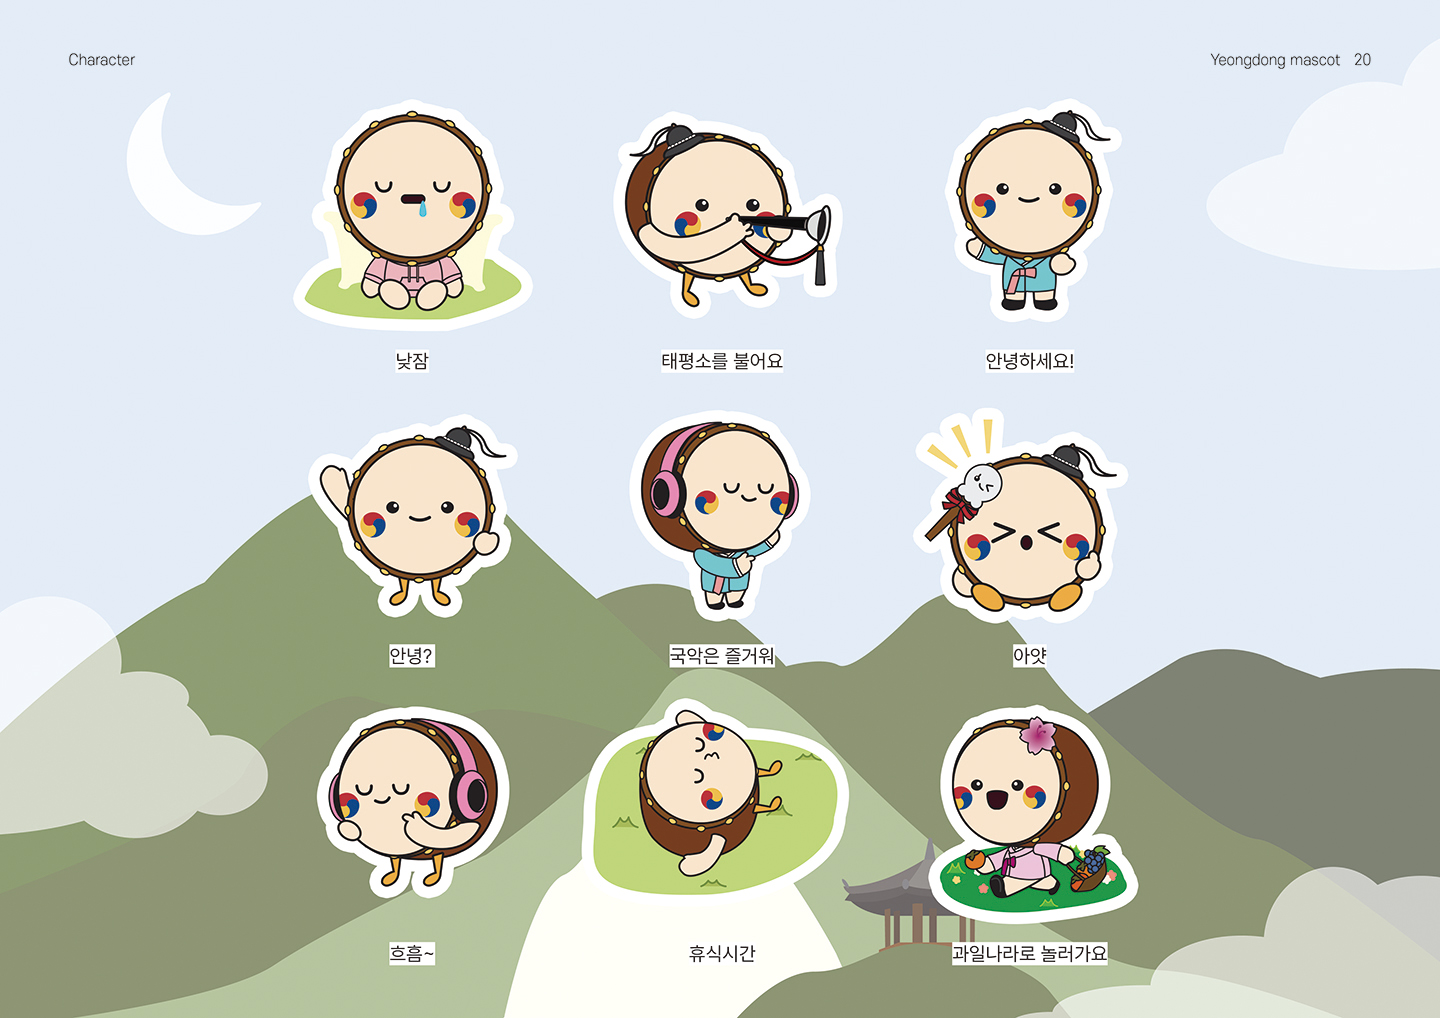 Character
Yeongdong mascot 20
낮잠
태평소를 불어요
안녕하세요!
안녕?
국악은 즐거워
아얏
흐흠~
휴식시간
과일나라로 놀러가요